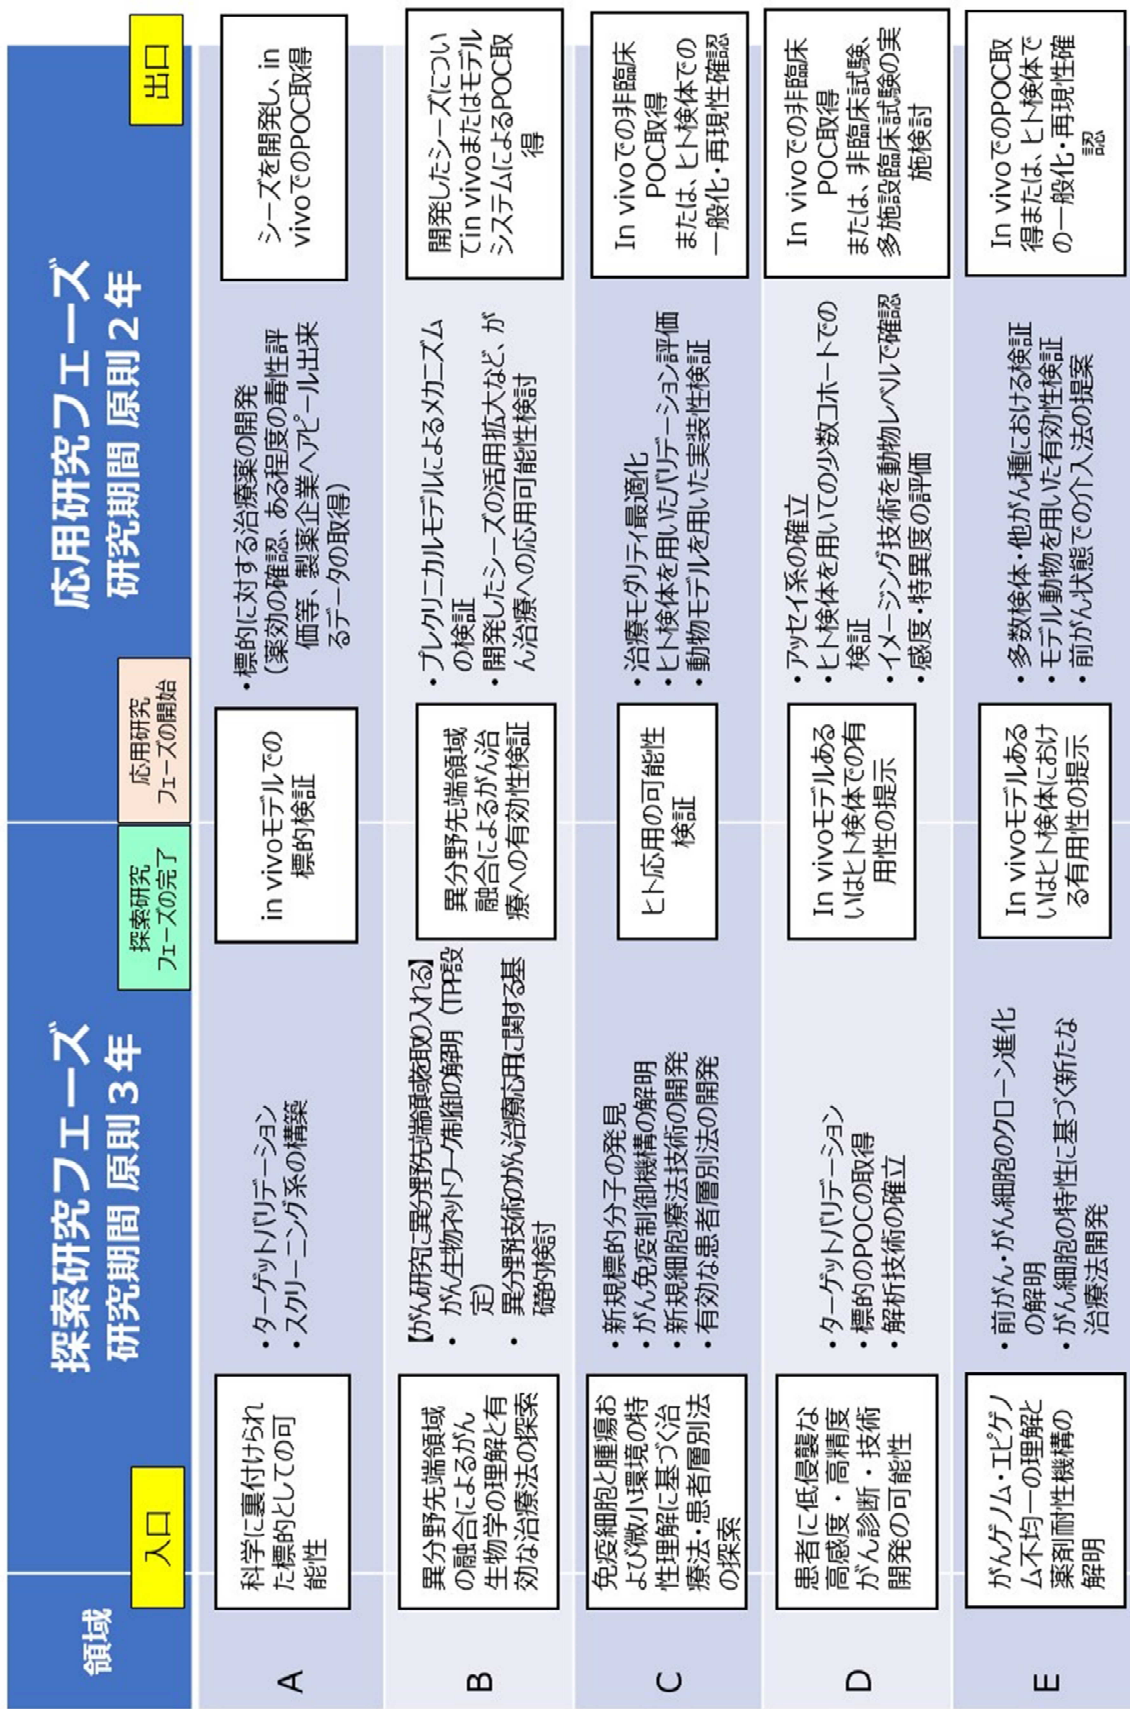 領域
探索研究フェーズ
研究期間 原則３年
応用研究フェーズ
研究期間 原則２年
入口
探索研究
フェーズの完了
応用研究
フェーズの開始
出口
A
科学に裏付けられ
た標的としての可
能性
・ターゲットバリデーション
・スクリーニング系の構築
in vivoモデルでの
標的検証
・標的に対する治療薬の開発
（薬効の確認、ある程度の毒性評
価等、製薬企業へアピール出来
るデータの取得）
シーズを開発し、in
vivoでのPOC取得
B
異分野先端領域
の融合によるがん
生物学の理解と有
効な治療法の探索
【がん研究に異分野先端領域を取り入れる】
・ がん生物ネットワーク制御の解明（TPP設
定）
・ 異分野技術のがん治療応用に関する基
礎的検討
異分野先端領域
融合によるがん治
療への有効性検証
・プレクリニカルモデルによるメカニズム
の検証
・開発したシーズの活用拡大など、が
ん治療への応用可能性検討
開発したシーズについ
てin vivoまたはモデル
システムによるPOC取
得
C
免疫細胞と腫瘍お
よび微小環境の特
性理解に基づく治
療法・患者層別法
の探索
・新規標的分子の発見
・がん免疫制御機構の解明
・新規細胞療法技術の開発
・有効な患者層別法の開発
ヒト応用の可能性
検証
・治療モダリティ最適化
・ヒト検体を用いたバリデーション評価
・動物モデルを用いた実装性検証
In vivoでの非臨床
POC取得
または、ヒト検体での
一般化・再現性確認
D
患者に低侵襲な
高感度・高精度
がん診断・技術
開発の可能性
・ターゲットバリデーション
・標的のPOCの取得
・解析技術の確立
In vivoモデルある
いはヒト検体での有
用性の提示
・アッセイ系の確立
・ヒト検体を用いての少数コホートでの
検証
・イメージング技術を動物レベルで確認
・感度・特異度の評価
In vivoでの非臨床
POC取得
または、非臨床試験、
多施設臨床試験の実
施検討
E
がんゲノム・エピゲノ
ム不均一の理解と
薬剤耐性機構の
解明
・前がん・がん細胞のクローン進化
の解明
・がん細胞の特性に基づく新たな
治療法開発
In vivoモデルある
いはヒト検体におけ
る有用性の提示
・多数検体・他がん種における検証
・モデル動物を用いた有効性検証
・前がん状態での介入法の提案
In vivoでのPOC取
得または、ヒト検体で
の一般化・再現性確
認